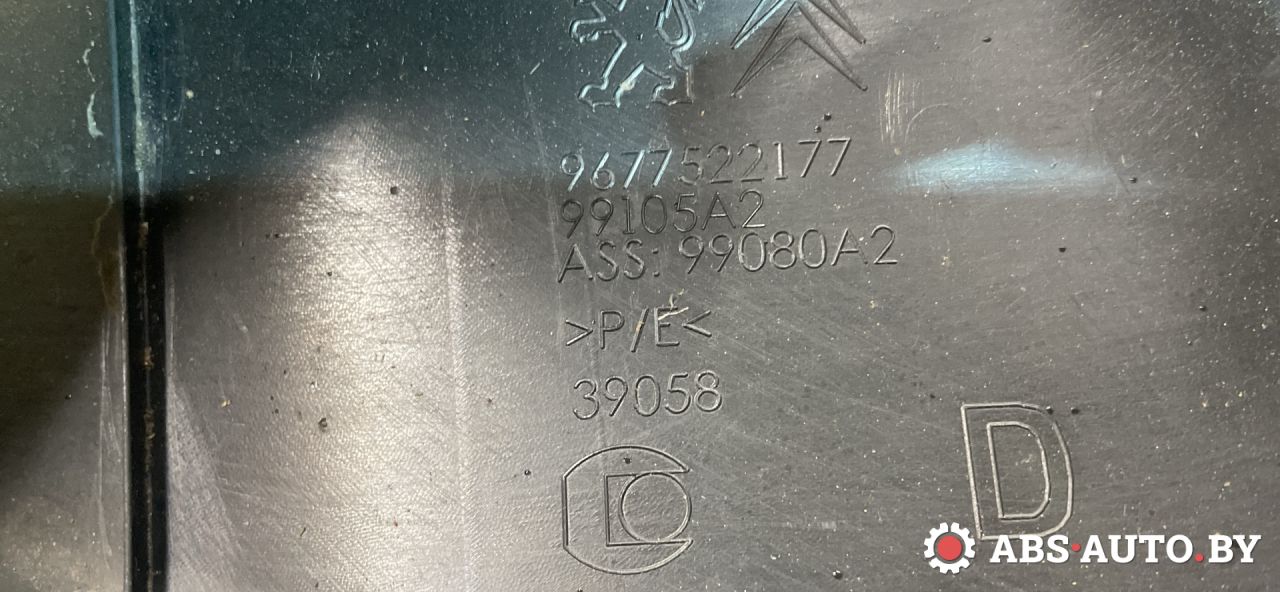 9677522177
99105A2
ASS: 99080A2
>P/E<
39058
D
ABS·AUTO.BY